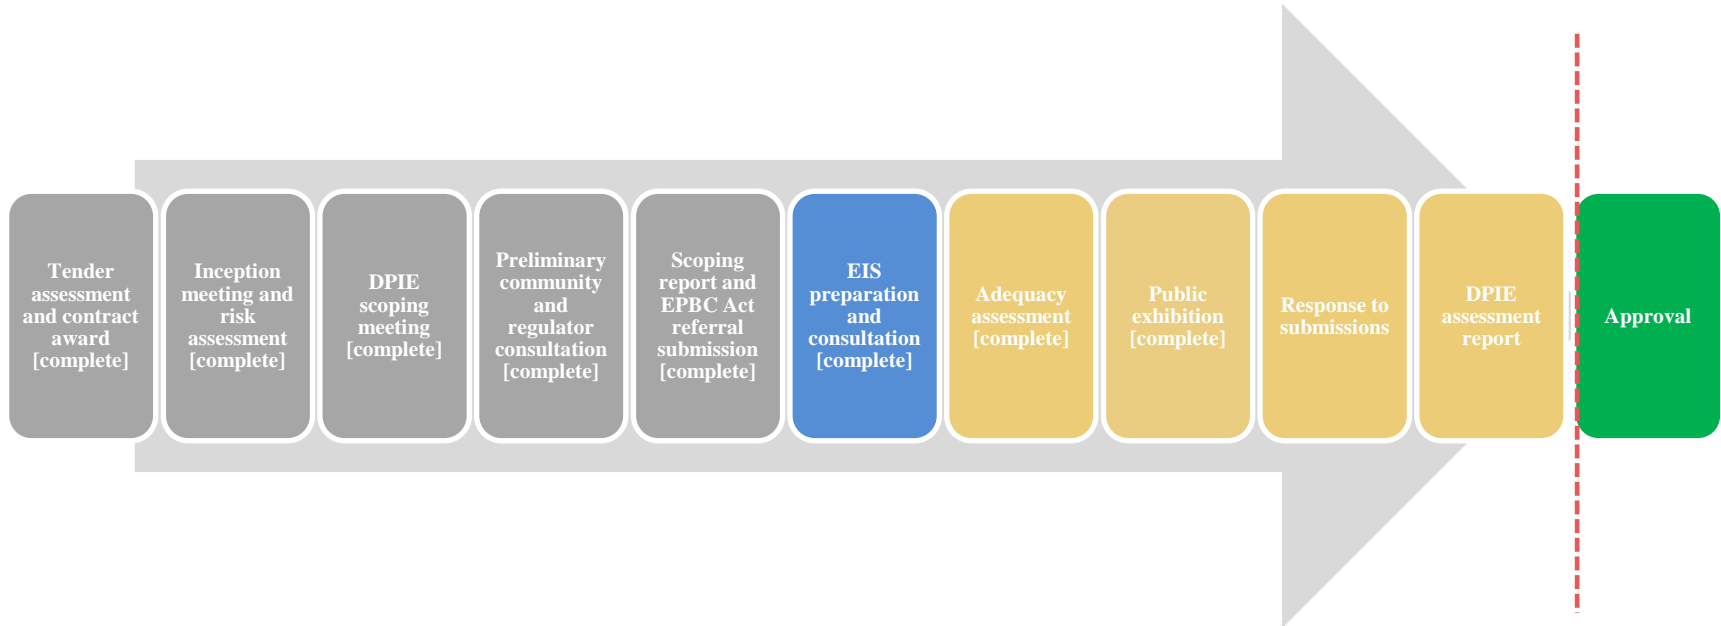 Tender
assessment
and contract
award
[complete]
Inception
meeting and
risk
assessment
[complete]
DPIE
scoping
meeting
[complete]
Preliminary
community
and
regulator
consultation
[complete]
Scoping
report and
EPBC Act
referral
submission
[complete]
EIS
preparation
and
consultation
[complete]
Adequacy
assessment
[complete]
Public
exhibition
[complete]
Response to
submissions
DPIE
assessment
report
Approval